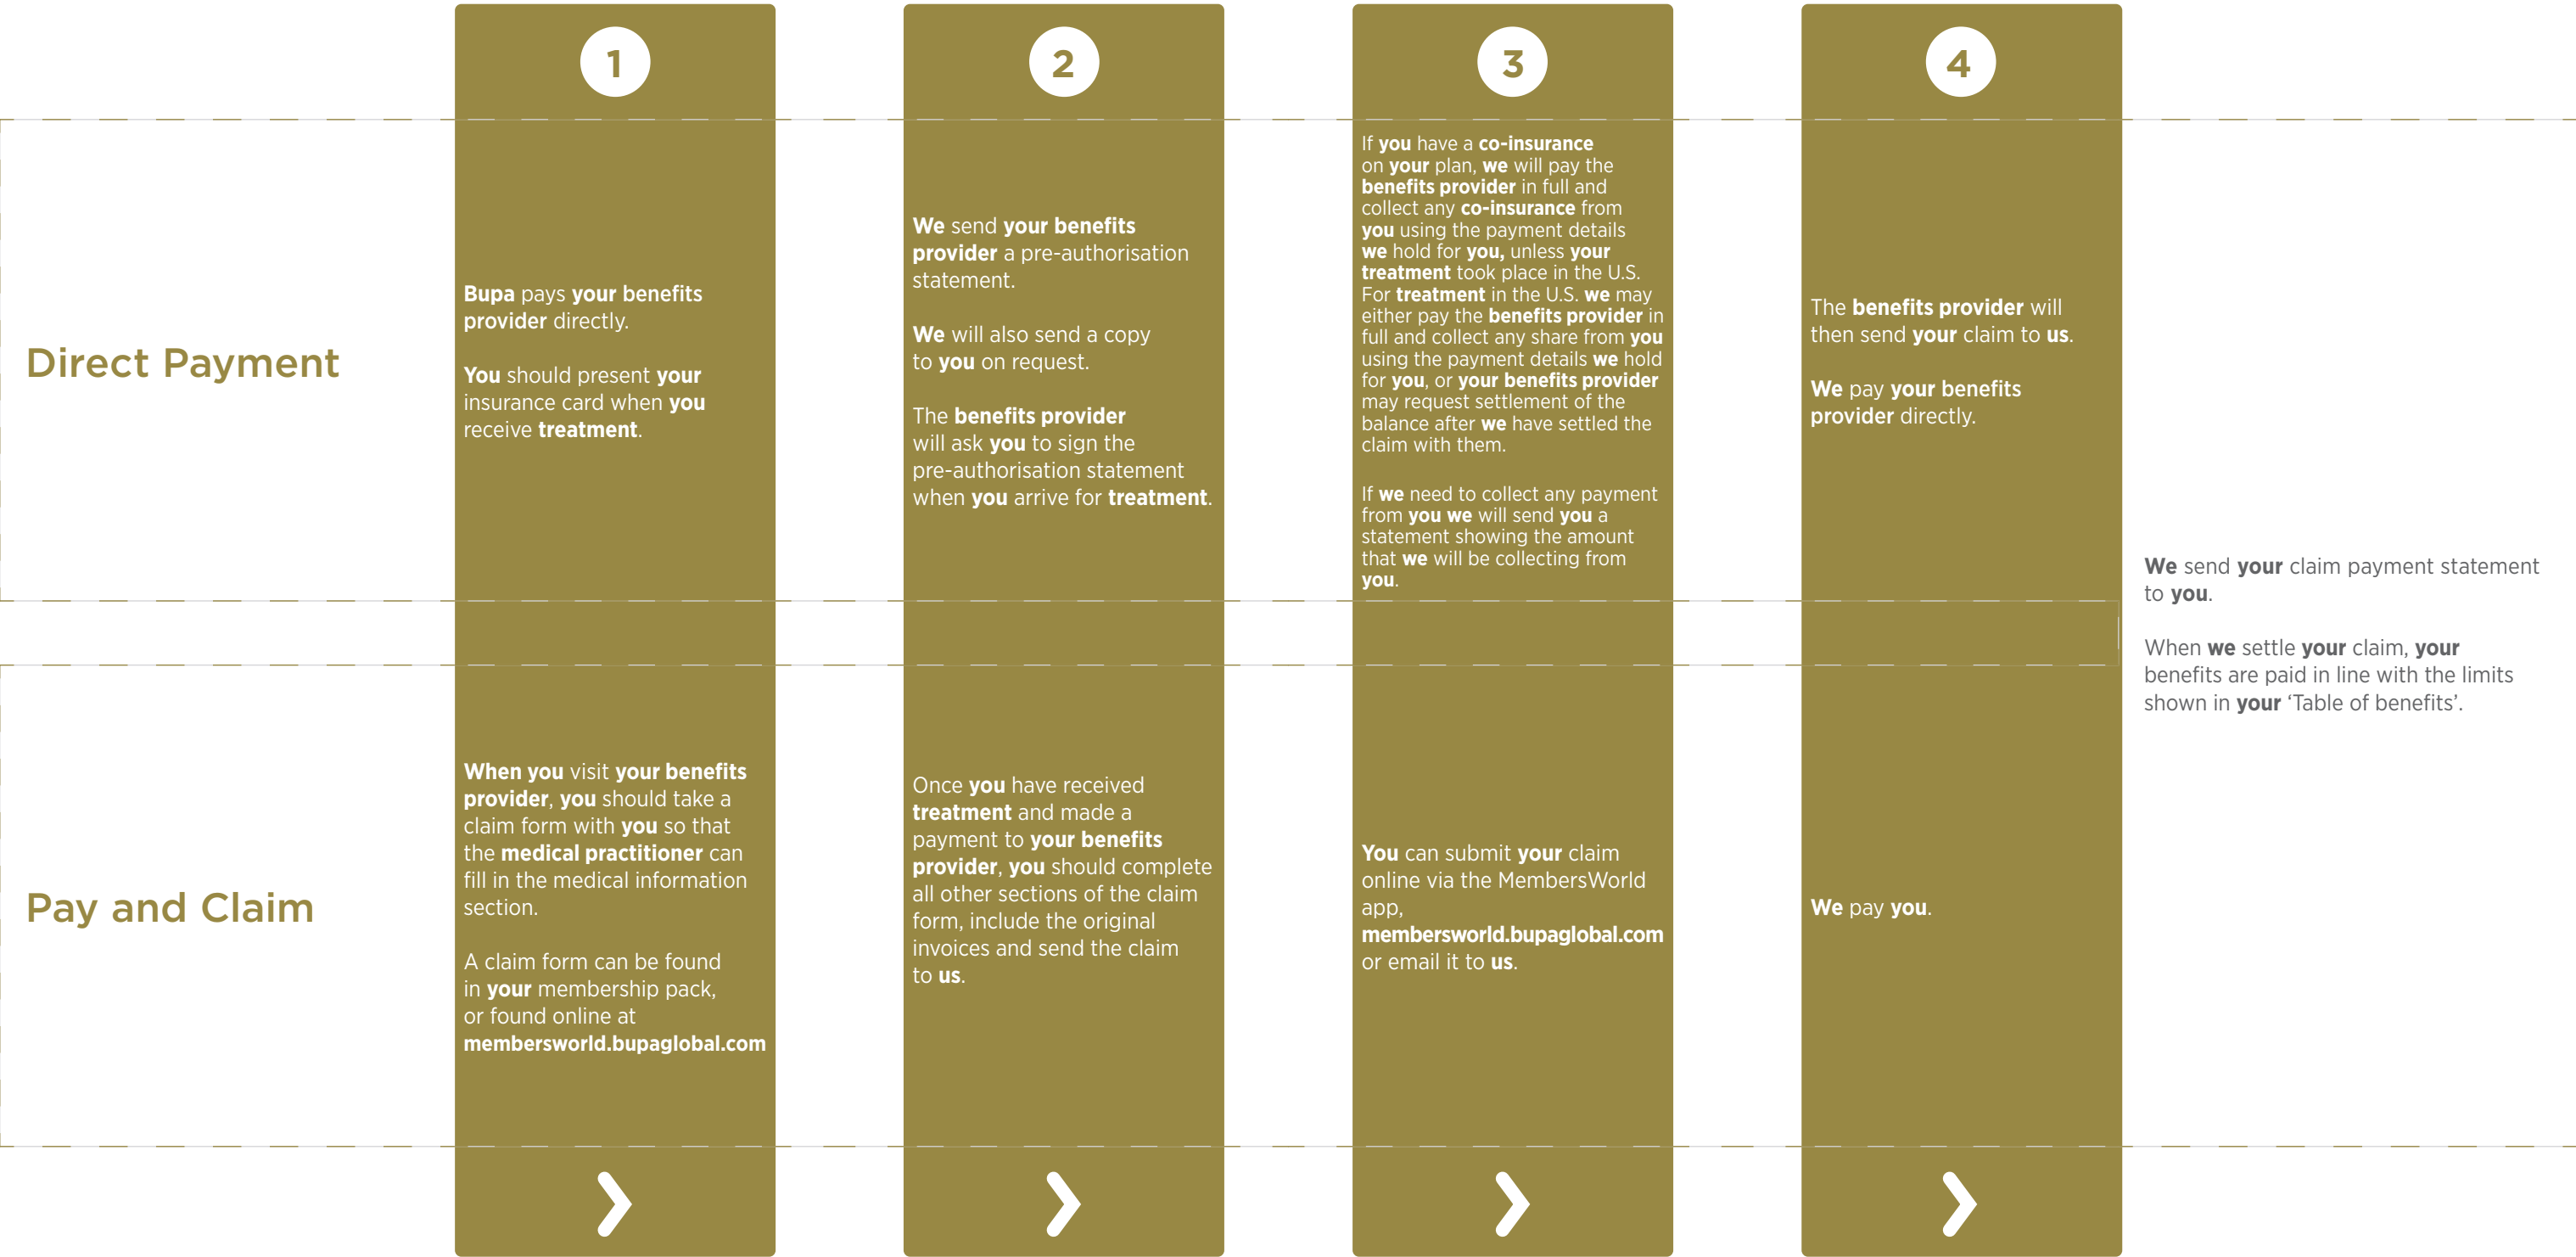 1
2
3
4
Direct Payment
Bupa pays your benefits
provider directly.
You should present your
insurance card when you
receive treatment.
We send your benefits
provider a pre-authorisation
statement.
We will also send a copy
to you on request.
The benefits provider
will ask you to sign the
pre-authorisation statement
when you arrive for treatment.
If you have a co-insurance
on your plan, we will pay the
benefits provider in full and
collect any co-insurance from
you using the payment details
we hold for you, unless your
treatment took place in the U.S.
For treatment in the U.S. we may
either pay the benefits provider in
full and collect any share from you
using the payment details we hold
for you, or your benefits provider
may request settlement of the
balance after we have settled the
claim with them.
If we need to collect any payment
from you we will send you a
statement showing the amount
that we will be collecting from
you.
The benefits provider will
then send your claim to us.
We pay your benefits
provider directly.
Pay and Claim
When you visit your benefits
provider, you should take a
claim form with you so that
the medical practitioner can
fill in the medical information
section.
A claim form can be found
in your membership pack,
or found online at
membersworld.bupaglobal.com
Once you have received
treatment and made a
payment to your benefits
provider, you should complete
all other sections of the claim
form, include the original
invoices and send the claim
to us.
You can submit your claim
online via the MembersWorld
app,
membersworld.bupaglobal.com
or email it to us.
We pay you.
We send your claim payment statement
to you.
When we settle your claim, your
benefits are paid in line with the limits
shown in your ‘Table of benefits’.